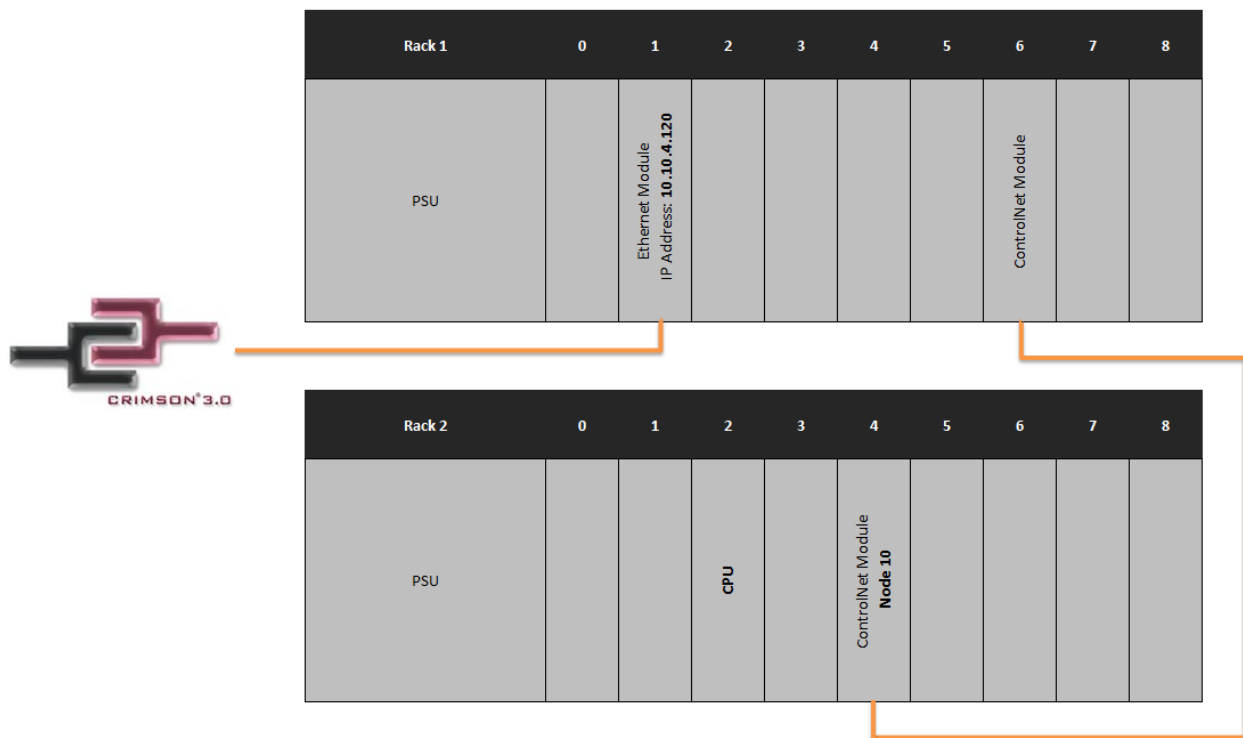 Rack 1 0 1 2 3 4 5 6 7 8
PSU
Ethernet Module
IP Address: 10.10.4.120
ControlNet Module
CRIMSON®3.0
Rack 2 0 1 2 3 4 5 6 7 8
PSU
CPU
ControlNet Module
Node 10